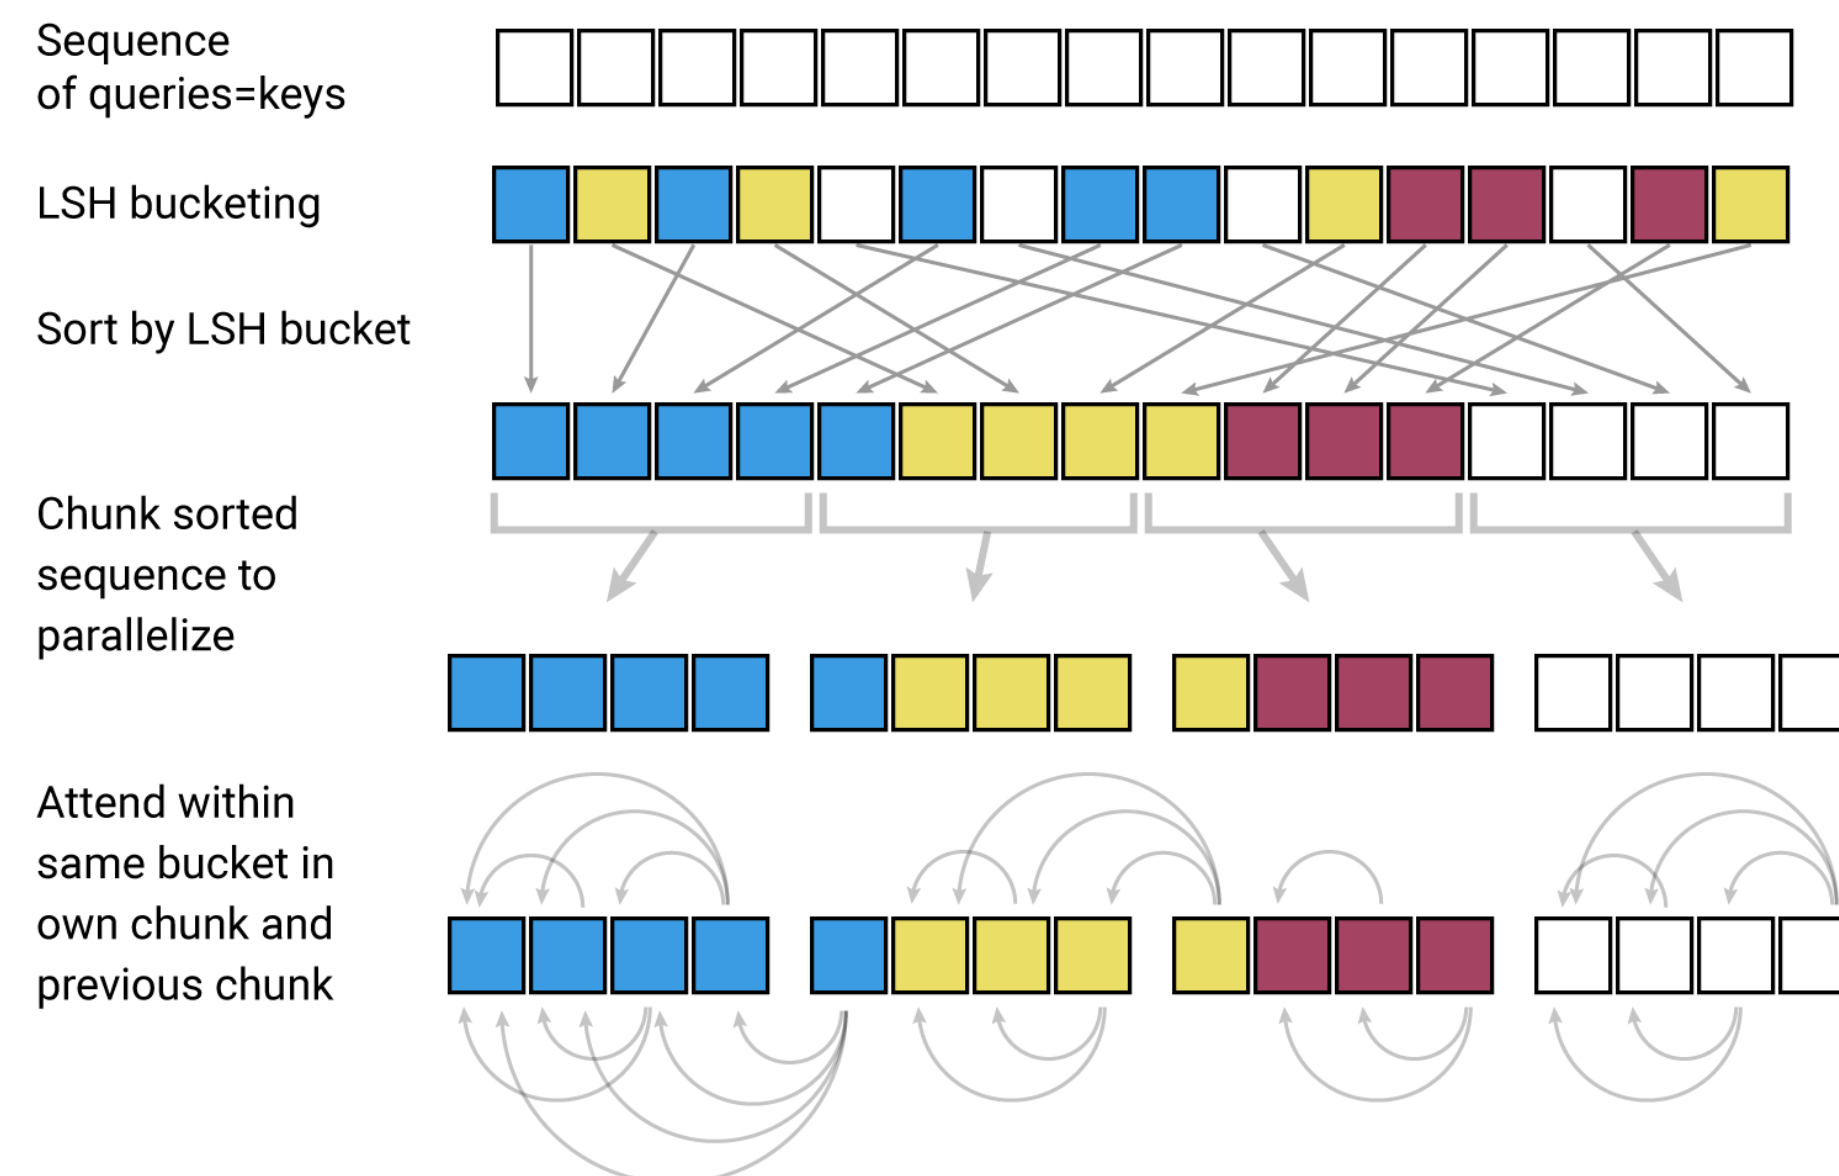 Sequence
of queries=keys
LSH bucketing
Sort by LSH bucket
Chunk sorted
sequence to
parallelize
Attend within
same bucket in
own chunk and
previous chunk